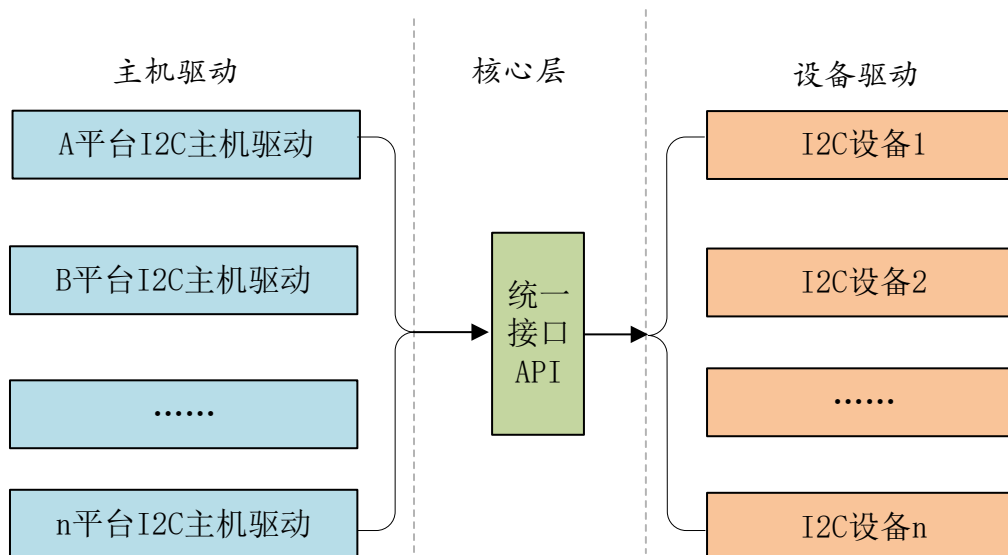 主机驱动
核心层
设备驱动
A平台I2C主机驱动
B平台I2C主机驱动
……
n平台I2C主机驱动
统一
接口
API
I2C设备1
I2C设备2
……
I2C设备n